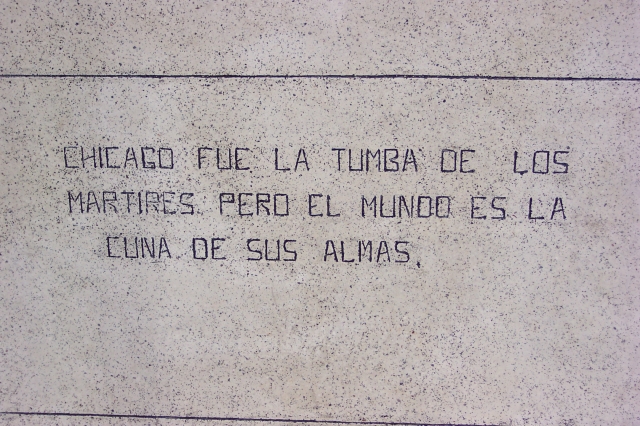 CHICAGO FUE LA TUMBA DE LOS
MARTIRES. PERO EL MUNDO ES LA
CUNA DE SUS ALMAS.